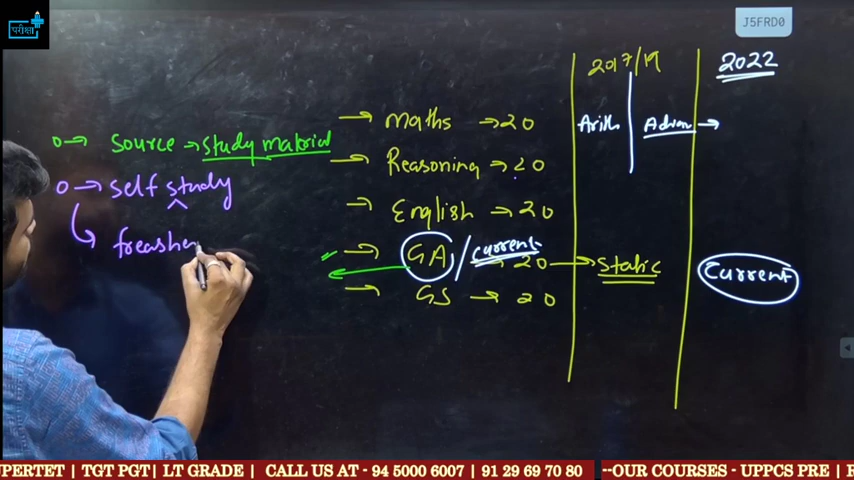 परीक्षा
J5FRD0
2017/19
2022
→ Maths → 20
Arith
Advan →
0→ Source → study material
→ Reasoning → 20
0→ self study
→ English → 20
freasher
→ GA / Current
→ 20 → Static
Current
→ GS → 20
UPERTET | TGT PGT| LT GRADE | CALL US AT - 94 5000 6007 | 91 29 69 70 80 --OUR COURSES - UPPCS PRE | R